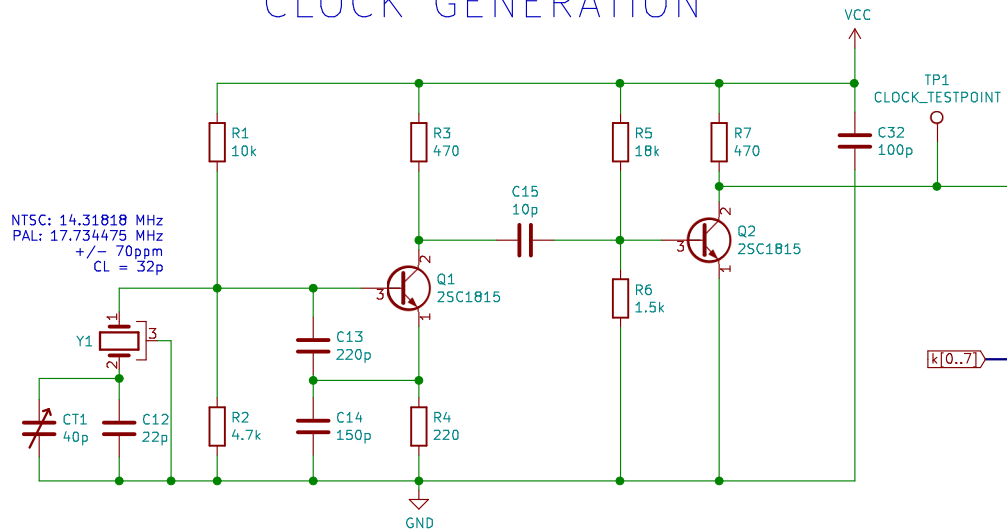 CLOCK GENERATION
VCC
TP1
CLOCK_TESTPOINT
R1
10k
R3
470
R5
18k
R7
470
C32
100p
C15
10p
NTSC: 14.31818 MHz
PAL: 17.734475 MHz
+/- 70ppm
CL = 32p
2
3
Q2
2SC1815
1
2
3
Q1
2SC1815
1
R6
1.5k
Y1
1
3
2
C13
220p
k[0..7]
CT1
40p
C12
22p
R2
4.7k
C14
150p
R4
220
GND